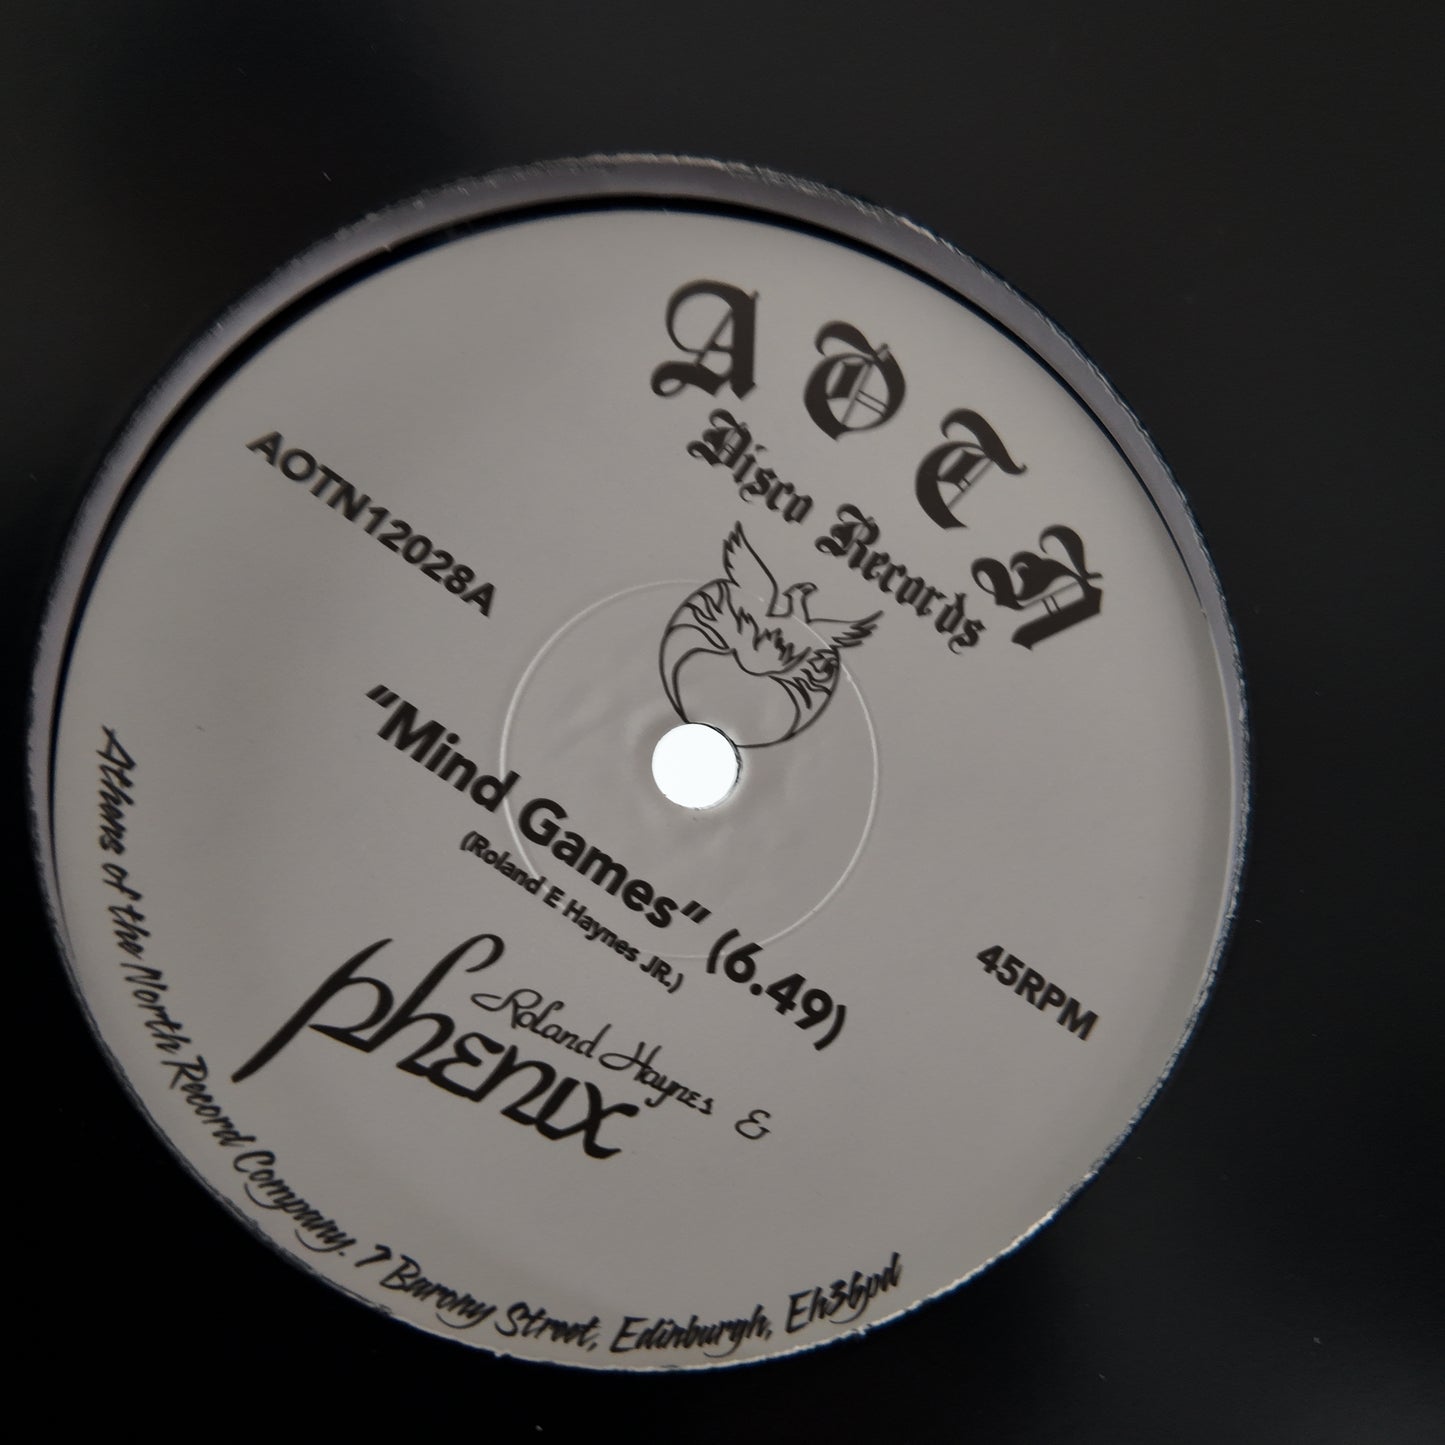 AOTN
Disco Records
AOTN12028A
45RPM
"Mind Games" (6.49)
(Roland E Haynes JR.)
Roland Haynes &
phenix
Athens of the North Record Company. 7 Barony Street, Edinburgh, Eh36pd